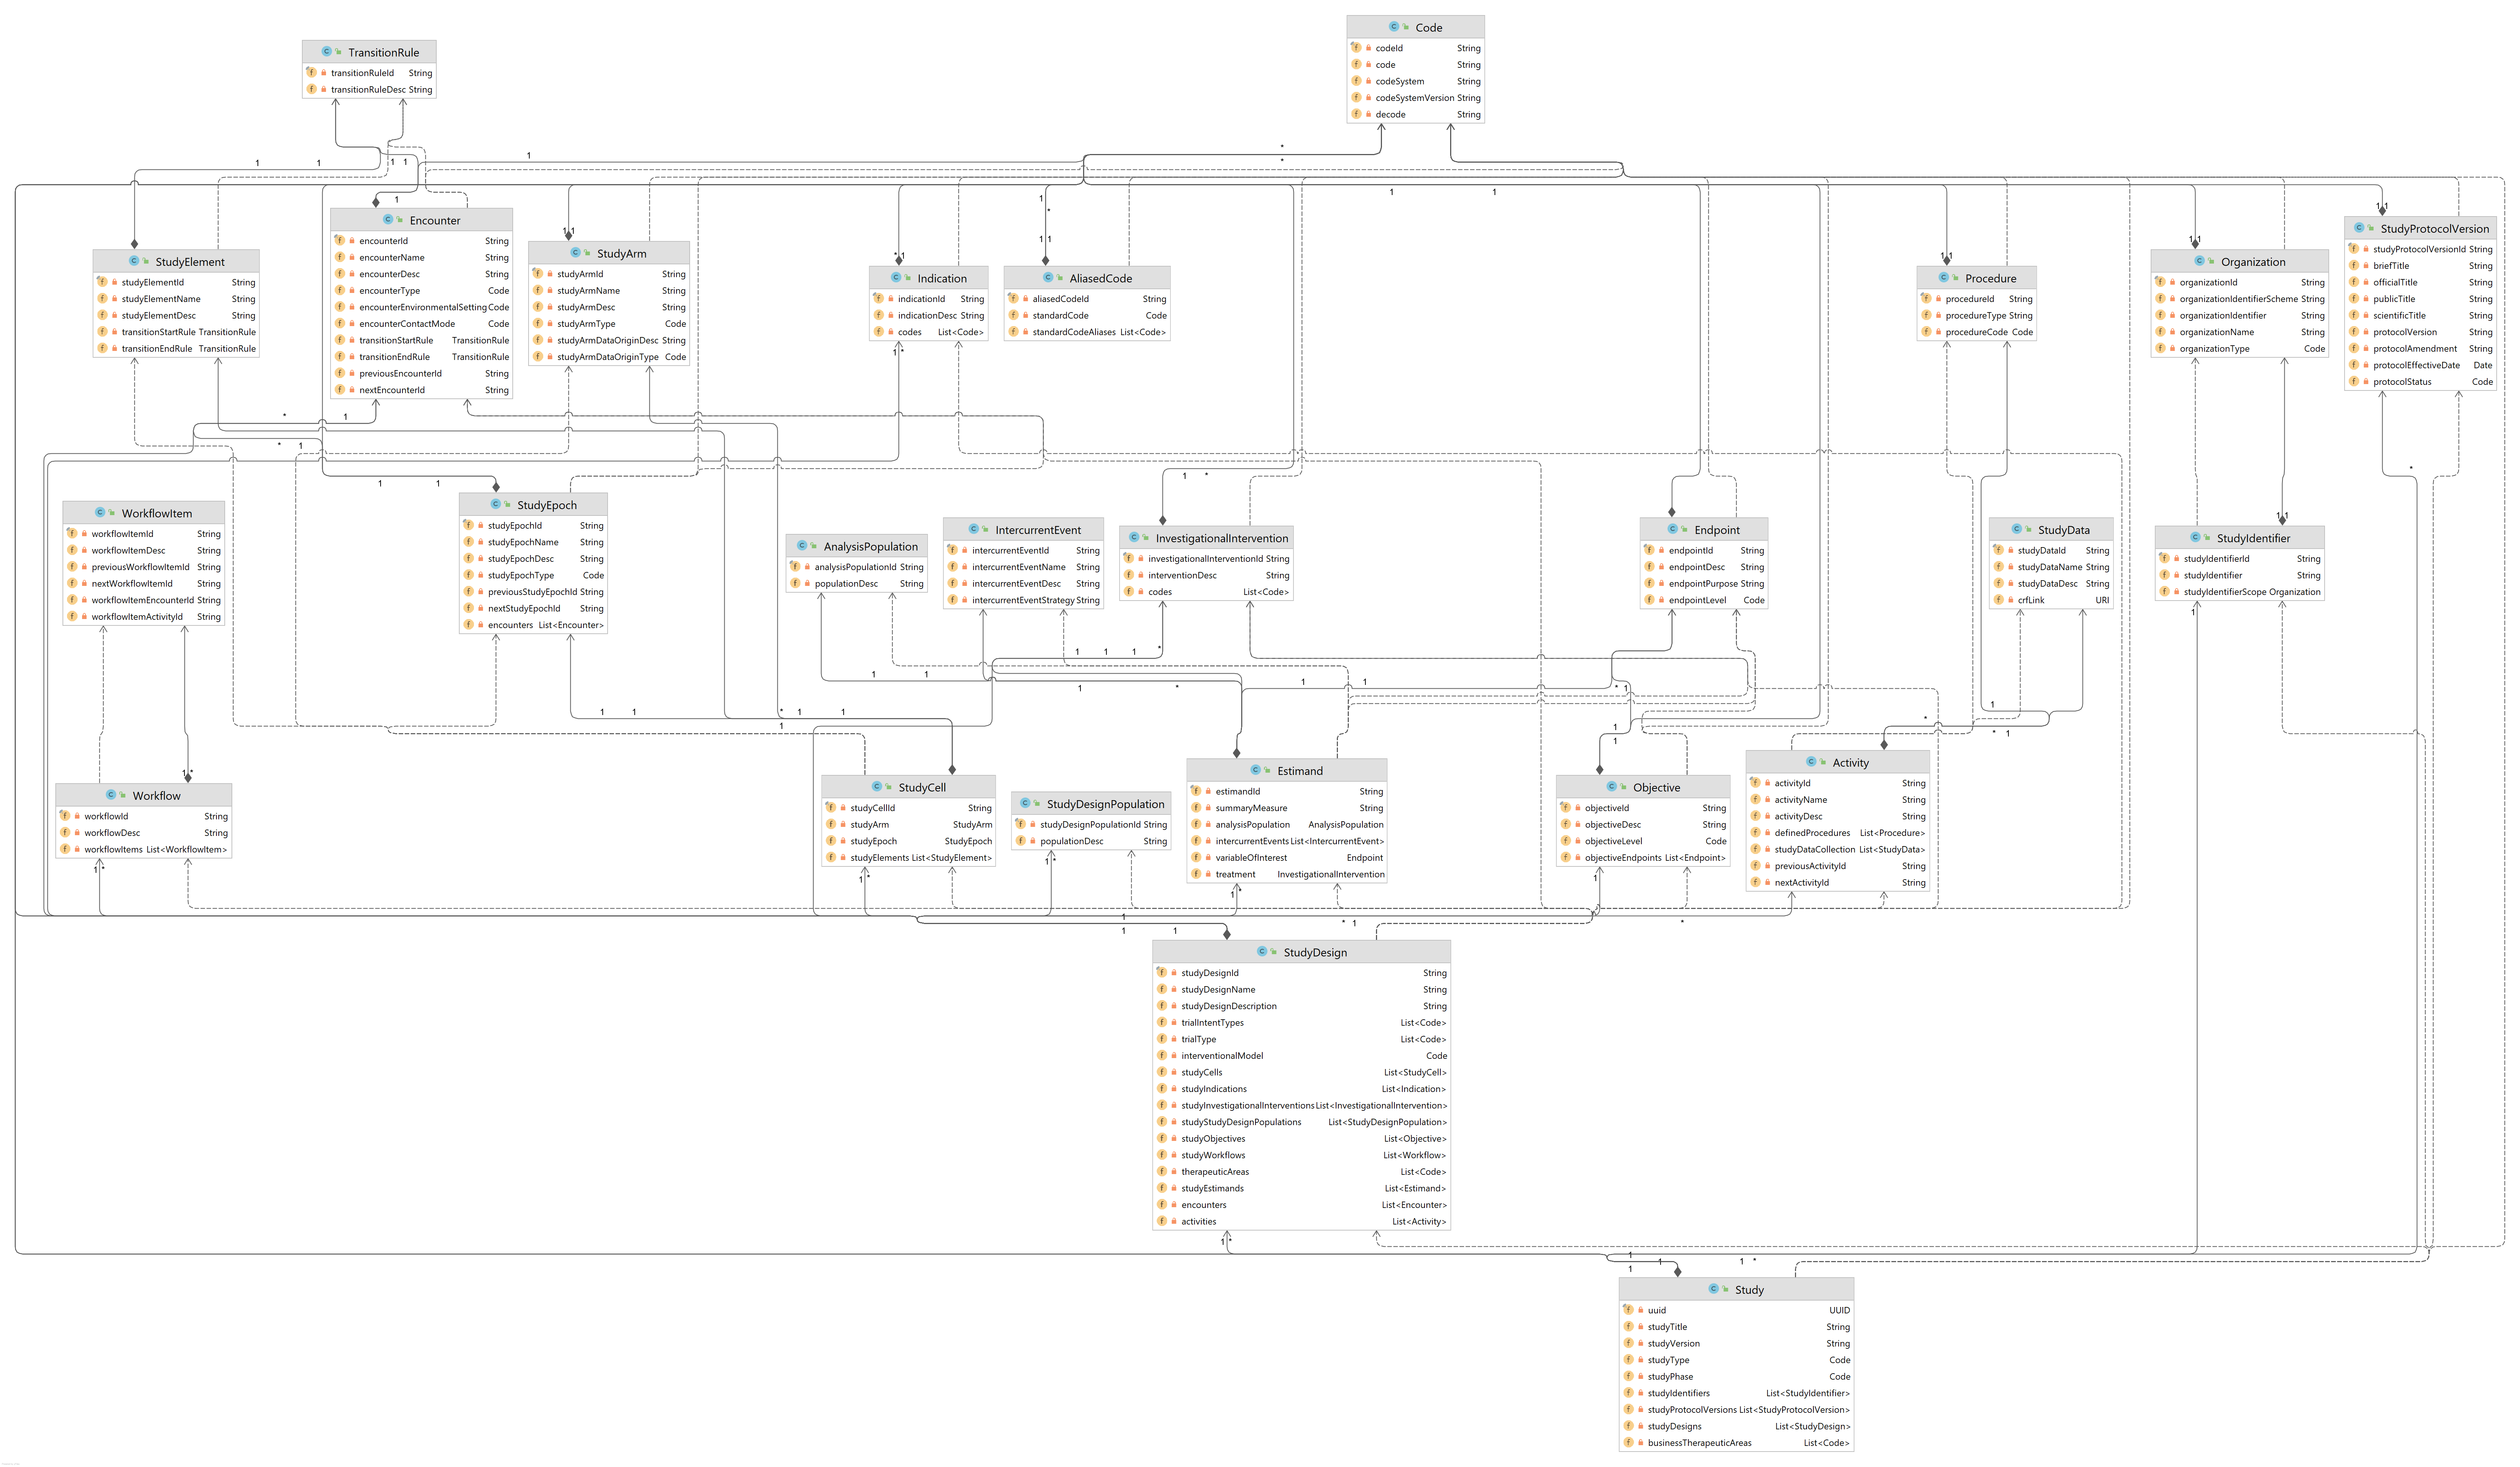 Code
codeId String
code String
codeSystem String
codeSystemVersion String
decode String
TransitionRule
transitionRuleId String
transitionRuleDesc String
Encounter
encounterId String
encounterName String
encounterDesc String
encounterType Code
encounterEnvironmentalSetting Code
encounterContactMode Code
transitionStartRule TransitionRule
transitionEndRule TransitionRule
previousEncounterId String
nextEncounterId String
StudyElement
studyElementId String
studyElementName String
studyElementDesc String
transitionStartRule TransitionRule
transitionEndRule TransitionRule
StudyArm
studyArmId String
studyArmName String
studyArmDesc String
studyArmType Code
studyArmDataOriginDesc String
studyArmDataOriginType Code
Indication
indicationId String
indicationDesc String
codes List<Code>
AliasedCode
aliasedCodeId String
standardCode Code
standardCodeAliases List<Code>
Procedure
procedureId String
procedureType String
procedureCode Code
Organization
organizationId String
organizationIdentifierScheme String
organizationIdentifier String
organizationName String
organizationType Code
StudyProtocolVersion
studyProtocolVersionId String
briefTitle String
officialTitle String
publicTitle String
scientificTitle String
protocolVersion String
protocolAmendment String
protocolEffectiveDate Date
protocolStatus Code
WorkflowItem
workflowItemId String
workflowItemDesc String
previousWorkflowItemId String
nextWorkflowItemId String
workflowItemEncounterId String
workflowItemActivityId String
StudyEpoch
studyEpochId String
studyEpochName String
studyEpochDesc String
studyEpochType Code
previousStudyEpochId String
nextStudyEpochId String
encounters List<Encounter>
AnalysisPopulation
analysisPopulationId String
populationDesc String
IntercurrentEvent
intercurrentEventId String
intercurrentEventName String
intercurrentEventDesc String
intercurrentEventStrategy String
InvestigationalIntervention
investigationalInterventionId String
interventionDesc String
codes List<Code>
Endpoint
endpointId String
endpointDesc String
endpointPurpose String
endpointLevel Code
StudyData
studyDataId String
studyDataName String
studyDataDesc String
crfLink URI
StudyIdentifier
studyIdentifierId String
studyIdentifier String
studyIdentifierScope Organization
Workflow
workflowId String
workflowDesc String
workflowItems List<WorkflowItem>
StudyCell
studyCellId String
studyArm StudyArm
studyEpoch StudyEpoch
studyElements List<StudyElement>
StudyDesignPopulation
studyDesignPopulationId String
populationDesc String
Estimand
estimandId String
summaryMeasure String
analysisPopulation AnalysisPopulation
intercurrentEvents List<IntercurrentEvent>
variableOfInterest Endpoint
treatment InvestigationalIntervention
Objective
objectiveId String
objectiveDesc String
objectiveLevel Code
objectiveEndpoints List<Endpoint>
Activity
activityId String
activityName String
activityDesc String
definedProcedures List<Procedure>
studyDataCollection List<StudyData>
previousActivityId String
nextActivityId String
StudyDesign
studyDesignId String
studyDesignName String
studyDesignDescription String
trialIntentTypes List<Code>
trialType List<Code>
interventionalModel Code
studyCells List<StudyCell>
studyIndications List<Indication>
studyInvestigationalInterventions List<InvestigationalIntervention>
studyStudyDesignPopulations List<StudyDesignPopulation>
studyObjectives List<Objective>
studyWorkflows List<Workflow>
therapeuticAreas List<Code>
studyEstimands List<Estimand>
encounters List<Encounter>
activities List<Activity>
Study
uuid UUID
studyTitle String
studyVersion String
studyType Code
studyPhase Code
studyIdentifiers List<StudyIdentifier>
studyProtocolVersions List<StudyProtocolVersion>
studyDesigns List<StudyDesign>
businessTherapeuticAreas List<Code>